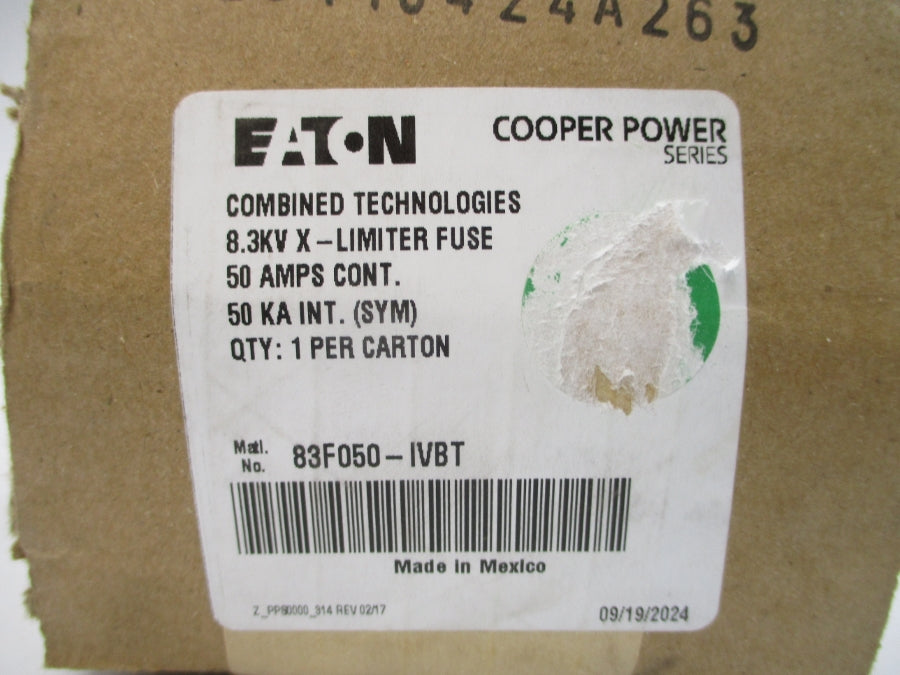 24A263
EATON
COOPER POWER
SERIES
COMBINED TECHNOLOGIES
8.3KV X-LIMITER FUSE
50 AMPS CONT.
50 KA INT. (SYM)
QTY: 1 PER CARTON
Matl.
No. 83F050-IVBT
Made in Mexico
Z_PPS0000_314 REV 02/17
09/19/2024